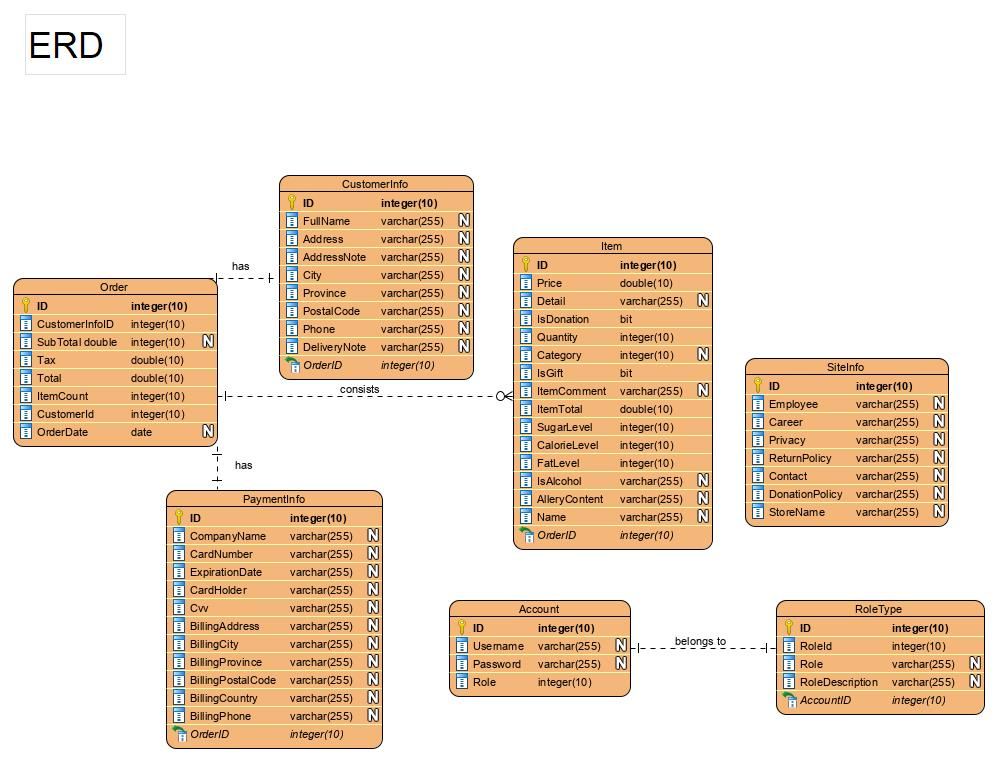 ERD
CustomerInfo
ID integer(10)
FullName varchar(255) N
Address varchar(255) N
AddressNote varchar(255) N
City varchar(255) N
Province varchar(255) N
PostalCode varchar(255) N
Phone varchar(255) N
DeliveryNote varchar(255) N
OrderID integer(10)
has
Order
ID integer(10)
CustomerInfoID integer(10)
SubTotal double integer(10) N
Tax double(10)
Total double(10)
ItemCount integer(10)
CustomerId integer(10)
OrderDate date N
consists
Item
ID integer(10)
Price double(10)
Detail varchar(255) N
IsDonation bit
Quantity integer(10)
Category integer(10) N
IsGift bit
ItemComment varchar(255) N
ItemTotal double(10)
SugarLevel integer(10)
CalorieLevel integer(10)
FatLevel integer(10)
IsAlcohol varchar(255) N
AlleryContent varchar(255) N
Name varchar(255) N
OrderID integer(10)
SiteInfo
ID integer(10)
Employee varchar(255) N
Career varchar(255) N
Privacy varchar(255) N
ReturnPolicy varchar(255) N
Contact varchar(255) N
DonationPolicy varchar(255) N
StoreName varchar(255) N
has
PaymentInfo
ID integer(10)
CompanyName varchar(255) N
CardNumber varchar(255) N
ExpirationDate varchar(255) N
CardHolder varchar(255) N
Cvv varchar(255) N
BillingAddress varchar(255) N
BillingCity varchar(255) N
BillingProvince varchar(255) N
BillingPostalCode varchar(255) N
BillingCountry varchar(255) N
BillingPhone varchar(255) N
OrderID integer(10)
Account
ID integer(10)
Username varchar(255) N
Password varchar(255) N
Role integer(10)
belongs to
RoleType
ID integer(10)
RoleId integer(10)
Role varchar(255) N
RoleDescription varchar(255) N
AccountID integer(10)